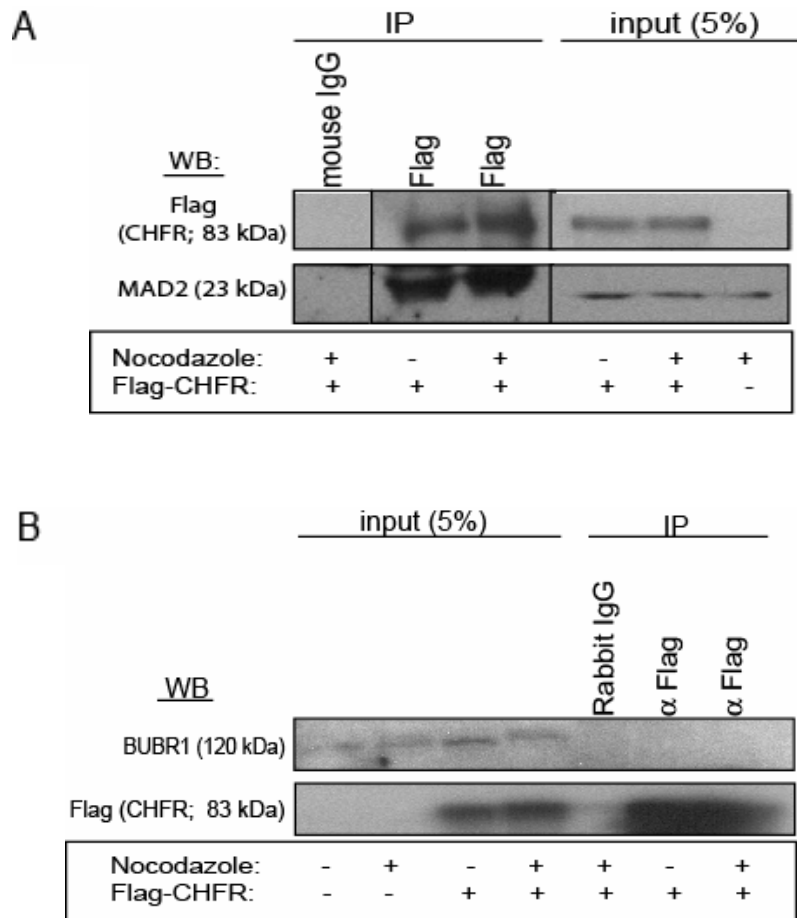 A
IP
input (5%)
mouse IgG
Flag
Flag
WB:
Flag
(CHFR; 83 kDa)
MAD2 (23 kDa)
Nocodazole: + - + - + +
Flag-CHFR: + + + + + -
B
input (5%)
IP
Rabbit IgG
α Flag
α Flag
WB
BUBR1 (120 kDa)
Flag (CHFR; 83 kDa)
Nocodazole: - + - + + - +
Flag-CHFR: - - + + + + +